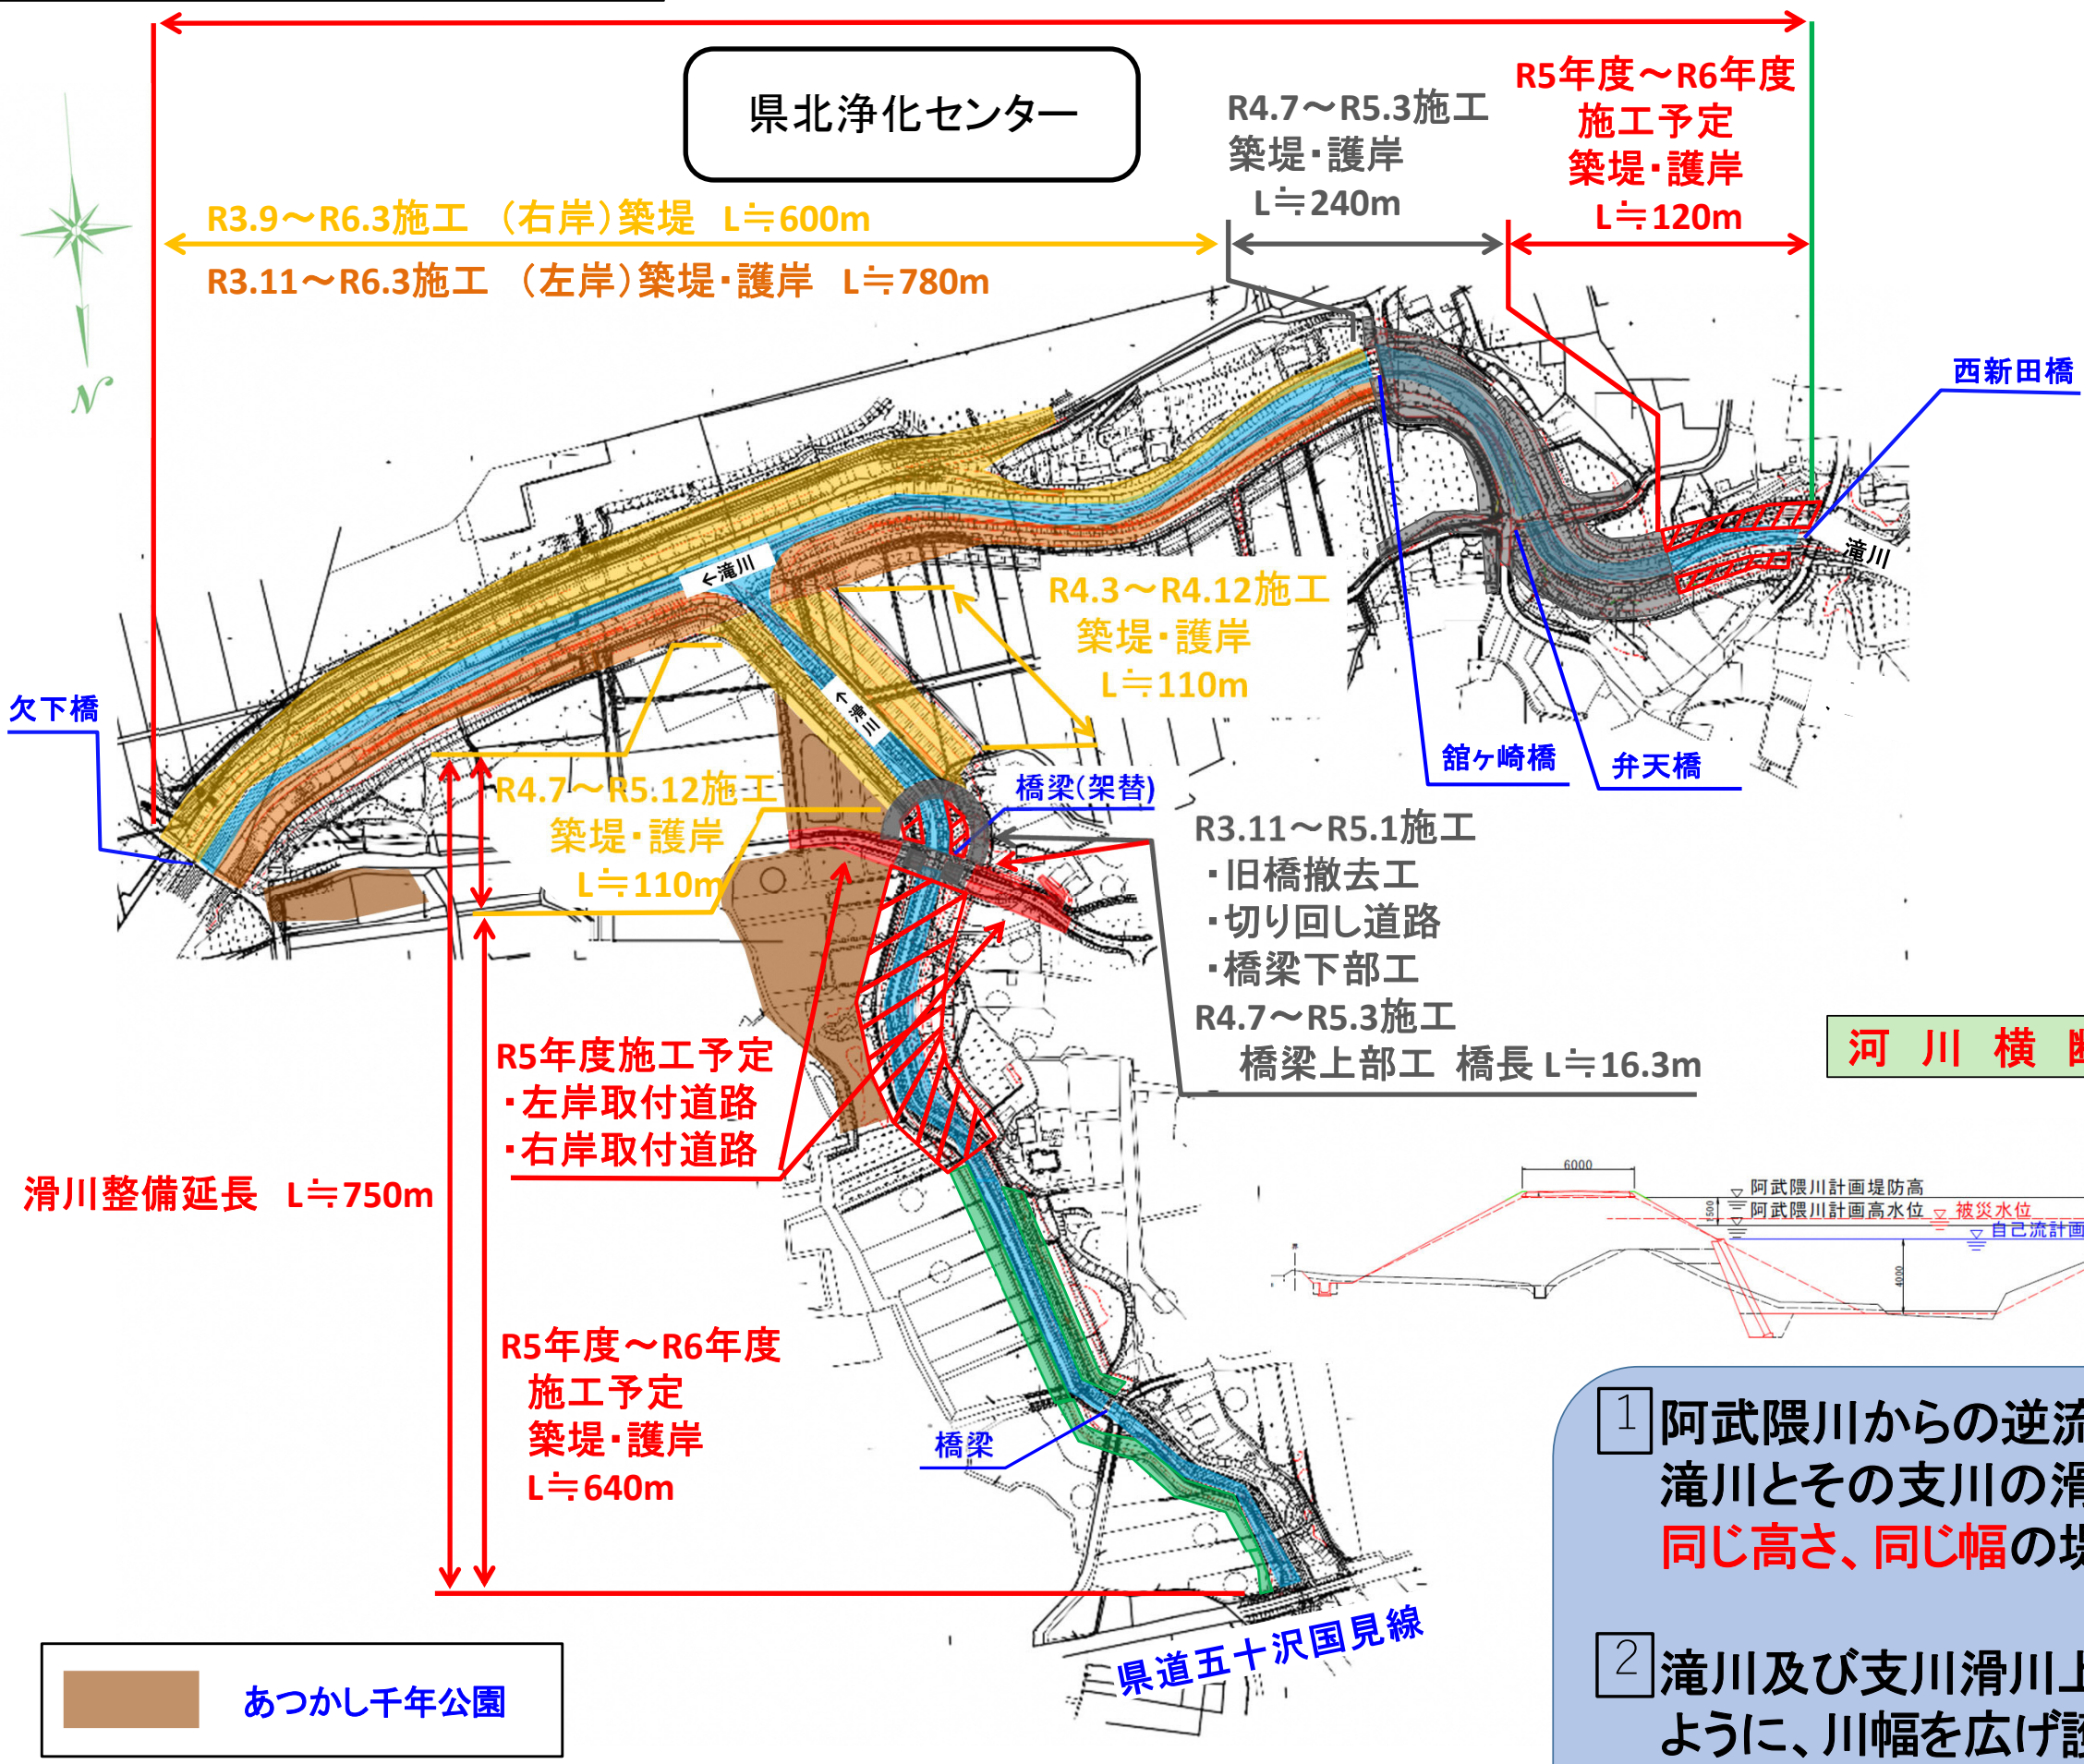 県北浄化センター
R4.7～R5.3施工
築堤・護岸
L≒240m
R5年度～R6年度
施工予定
築堤・護岸
L≒120m
R3.9～R6.3施工 （右岸）築堤 L≒600m
R3.11～R6.3施工 （左岸）築堤・護岸 L≒780m
N
西新田橋
滝川
←滝川
R4.3～R4.12施工
築堤・護岸
L≒110m
↑滑川
欠下橋
舘ヶ崎橋
弁天橋
橋梁(架替)
R4.7～R5.12施工
築堤・護岸
L≒110m
R3.11～R5.1施工
・旧橋撤去工
・切り回し道路
・橋梁下部工
R4.7～R5.3施工
橋梁上部工 橋長 L≒16.3m
R5年度施工予定
・左岸取付道路
・右岸取付道路
河 川 横
滑川整備延長 L≒750m
6000
阿武隈川計画堤防高
阿武隈川計画高水位
被災水位
自己流計画
4000
R5年度～R6年度
施工予定
築堤・護岸
L≒640m
橋梁
県道五十沢国見線
1 阿武隈川からの逆流
滝川とその支川の滑
同じ高さ、同じ幅の堤
2 滝川及び支川滑川上
ように、川幅を広げ護
あつかし千年公園